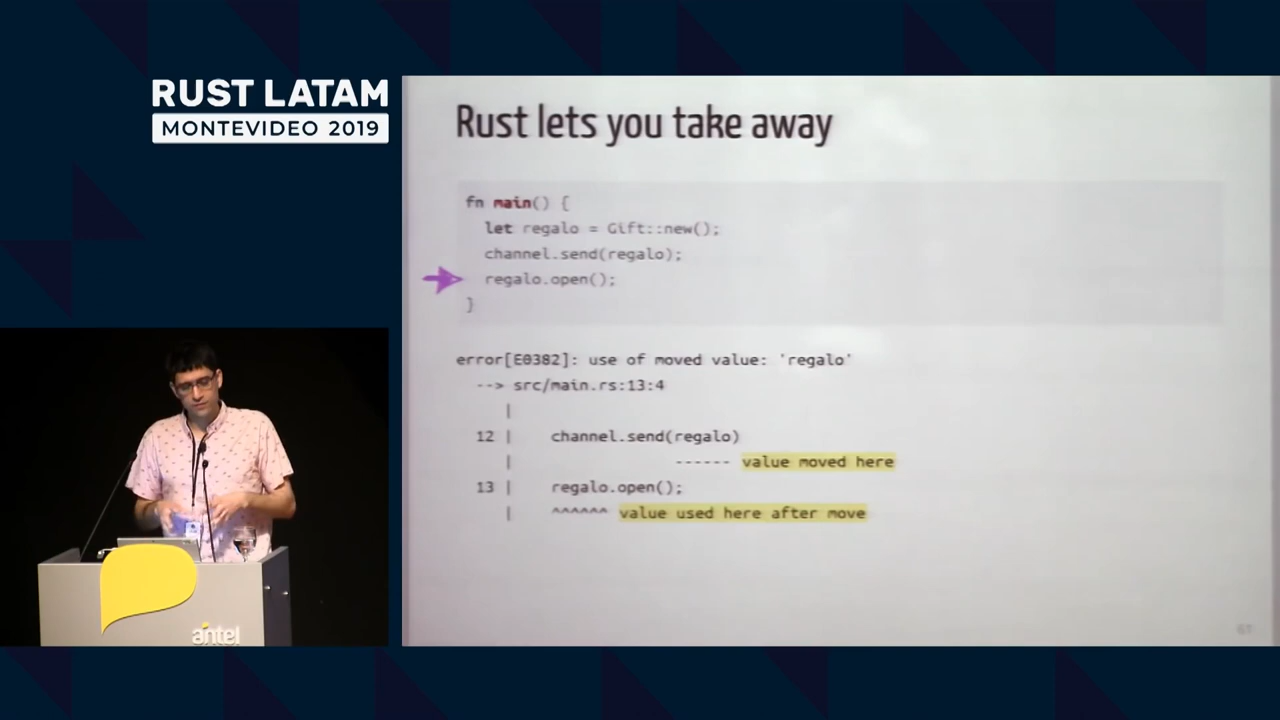 RUST LATAM
MONTEVIDEO 2019
Rust lets you take away
fn main() {
let regalo = Gift::new();
channel.send(regalo);
regalo.open();
}
error[E0382]: use of moved value: 'regalo'
--> src/main.rs:13:4
|
12 | channel.send(regalo)
| ------ value moved here
13 | regalo.open();
| ^^^^^^ value used here after move
antel